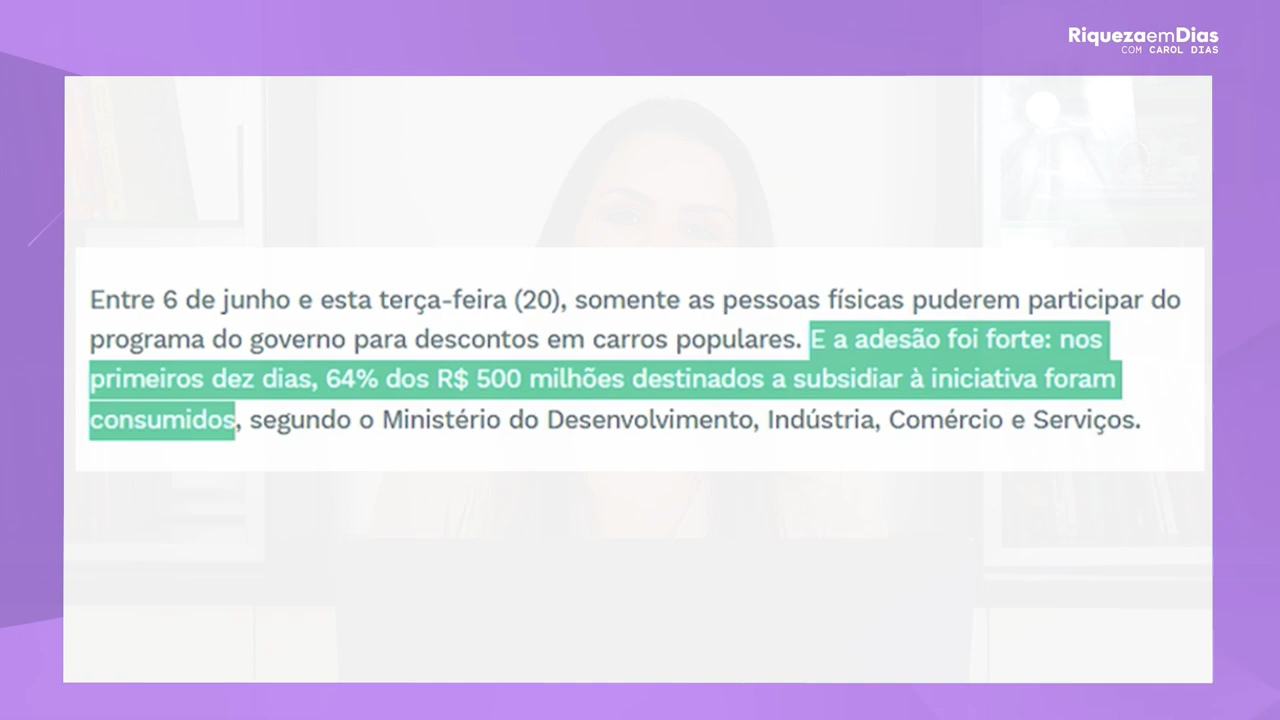 RiquezaemDias
COM CAROL DIAS
Entre 6 de junho e esta terça-feira (20), somente as pessoas físicas puderem participar do
programa do governo para descontos em carros populares. E a adesão foi forte: nos
primeiros dez dias, 64% dos R$ 500 milhões destinados a subsidiar à iniciativa foram
consumidos, segundo o Ministério do Desenvolvimento, Indústria, Comércio e Serviços.